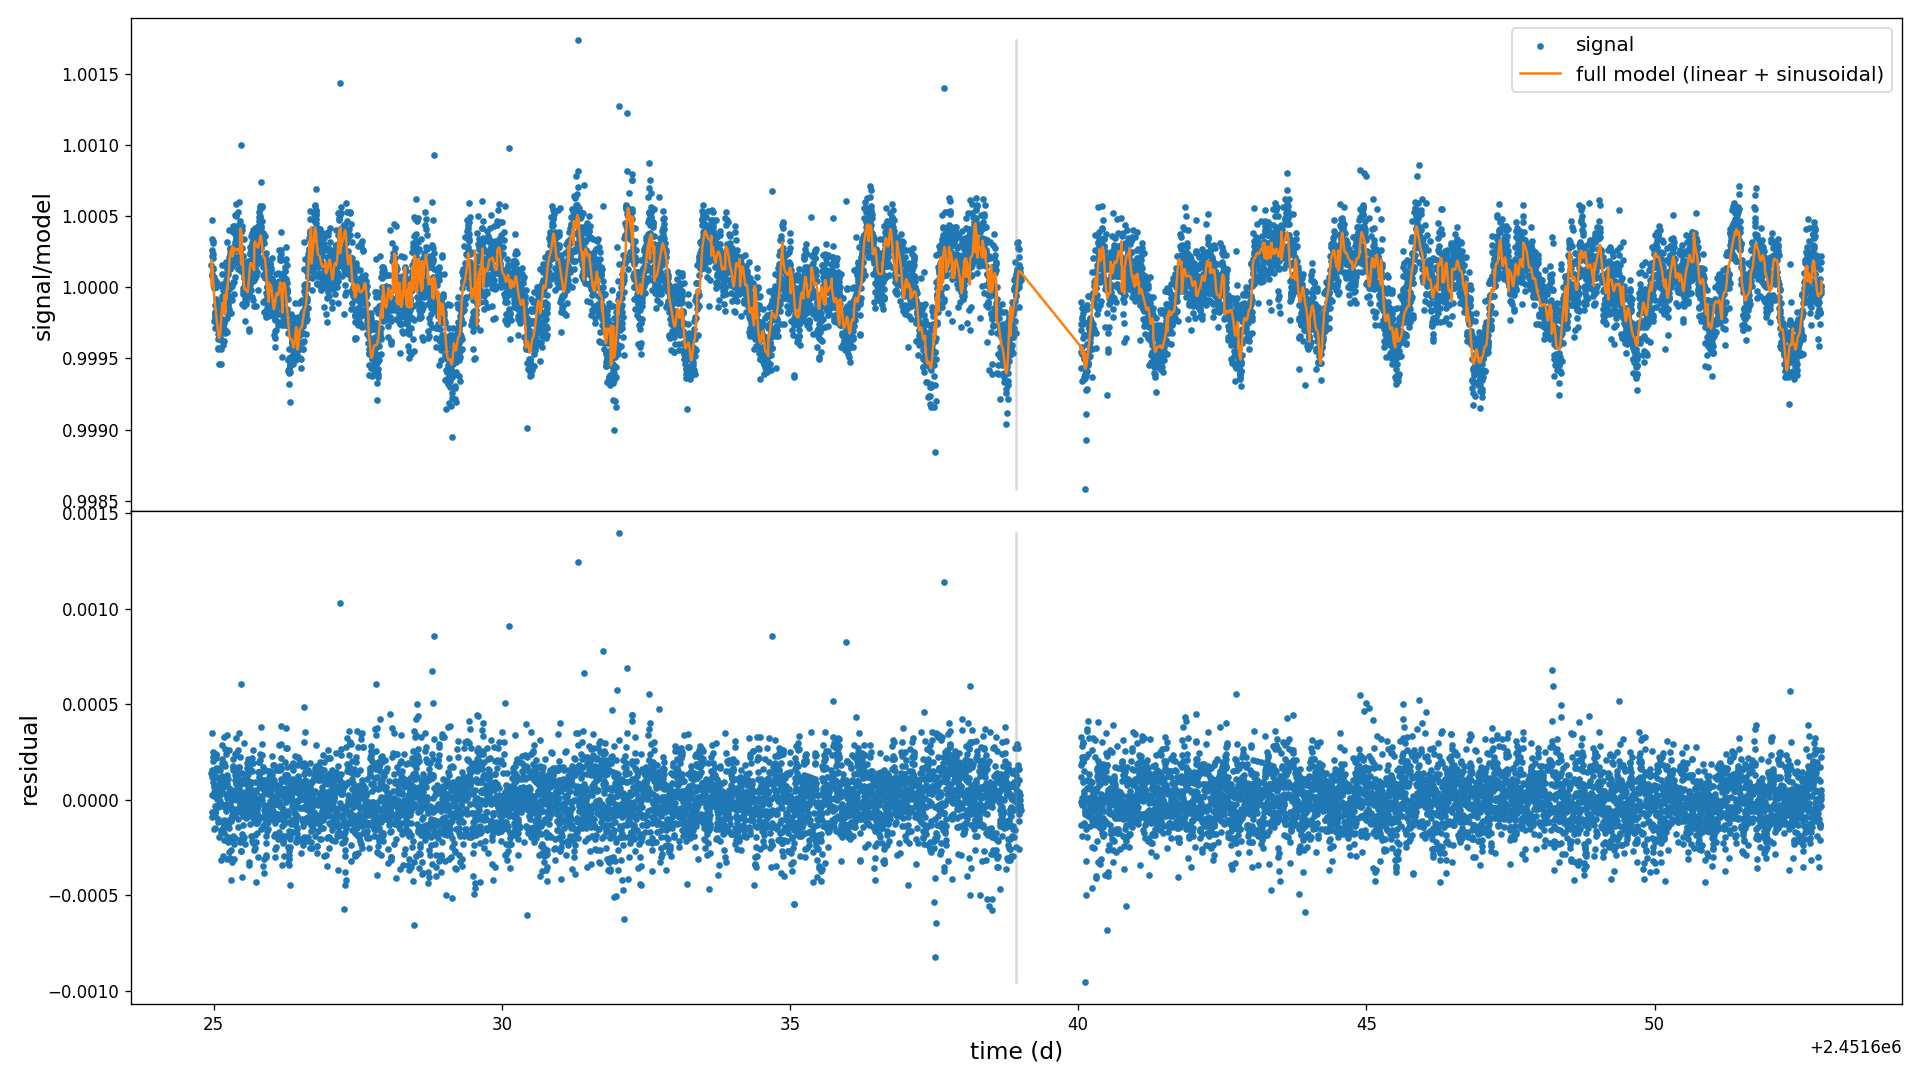 signal
full model (linear + sinusoidal)
signal/model
1.0015
1.0010
1.0005
1.0000
0.9995
0.9990
0.9985
residual
0.0015
0.0010
0.0005
0.0000
−0.0005
−0.0010
25 30 35 40 45 50
time (d)
+2.4516e6